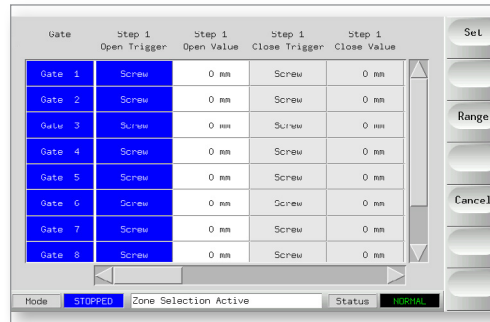 Gate Step 1 Step 1 Step 1 Step 1
Open Trigger Open Value Close Trigger Close Value
Gate 1 Screw 0 mm Screw 0 mm
Gate 2 Screw 0 mm Screw 0 mm
Gate 3 Screw 0 mm Screw 0 mm
Gate 4 Screw 0 mm Screw 0 mm
Gate 5 Screw 0 mm Screw 0 mm
Gate 6 Screw 0 mm Screw 0 mm
Gate 7 Screw 0 mm Screw 0 mm
Gate 8 Screw 0 mm Screw 0 mm
Set
Range
Cancel
Mode STOPPED Zone Selection Active Status NORMAL